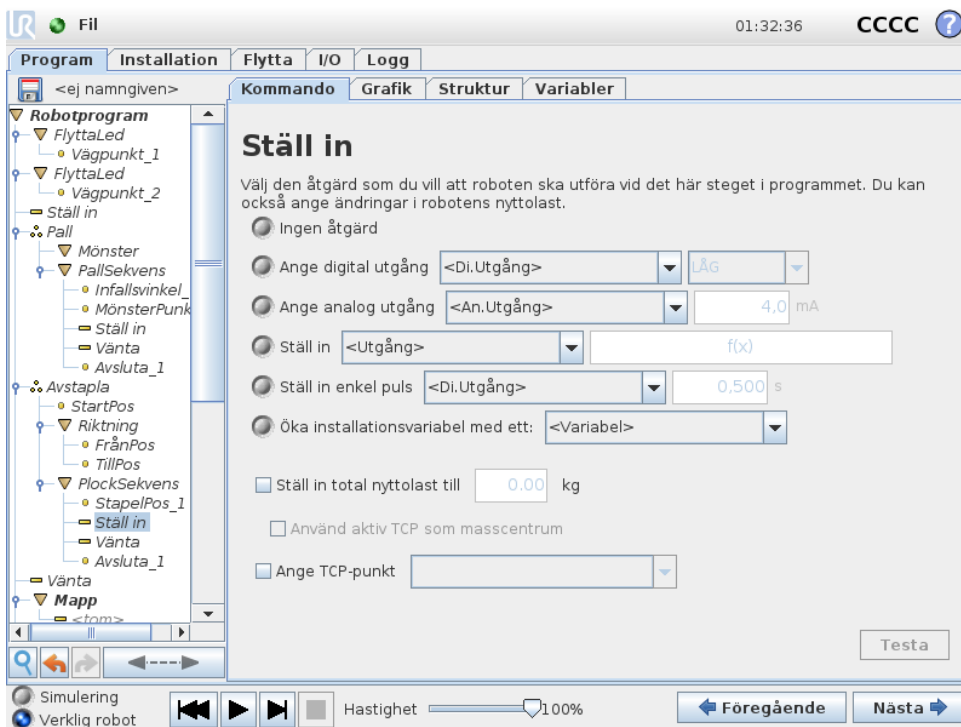 UR Fil 01:32:36 CCCC ?
Program Installation Flytta I/O Logg
<ej namngiven>
Kommando Grafik Struktur Variabler
Robotprogram
FlyttaLed
Vägpunkt_1
FlyttaLed
Vägpunkt_2
Ställ in
Pall
Mönster
PallSekvens
Infallsvinkel_
MönsterPunk
Ställ in
Vänta
Avsluta_1
Avstapla
StartPos
Riktning
FrånPos
TillPos
PlockSekvens
StapelPos_1
Ställ in
Vänta
Avsluta_1
Vänta
Mapp
<tom>
Ställ in
Välj den åtgärd som du vill att roboten ska utföra vid det här steget i programmet. Du kan
också ange ändringar i robotens nyttolast.
Ingen åtgärd
Ange digital utgång <Di.Utgång> LÅG
Ange analog utgång <An.Utgång> 4,0 mA
Ställ in <Utgång> f(x)
Ställ in enkel puls <Di.Utgång> 0,500 s
Öka installationsvariabel med ett: <Variabel>
Ställ in total nyttolast till 0.00 kg
Använd aktiv TCP som masscentrum
Ange TCP-punkt
Testa
Simulering
Verklig robot
Hastighet 100%
Föregående Nästa